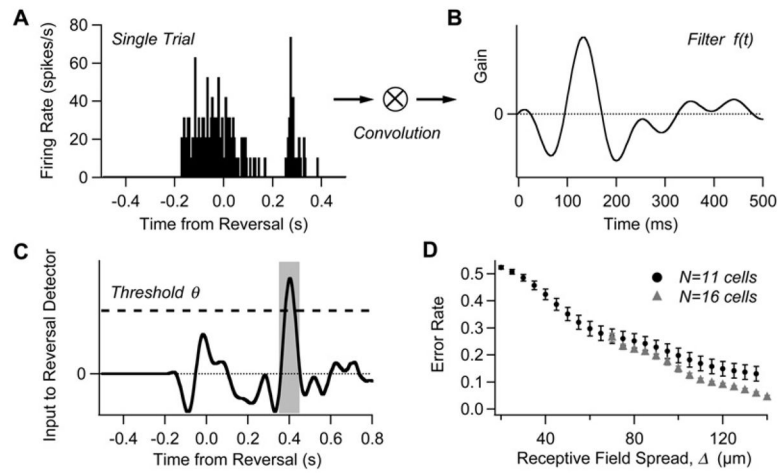 A
Single Trial
Firing Rate (spikes/s)
80
60
40
20
0
-0.4
-0.2
0.0
0.2
0.4
Time from Reversal (s)
Convolution
B
Filter f(t)
Gain
0
0
100
200
300
400
500
Time (ms)
C
Threshold θ
Input to Reversal Detector
0
-0.4
-0.2
0.0
0.2
0.4
0.6
0.8
Time from Reversal (s)
D
N=11 cells
N=16 cells
Error Rate
0.5
0.4
0.3
0.2
0.1
0.0
40
80
120
Receptive Field Spread, Δ (μm)